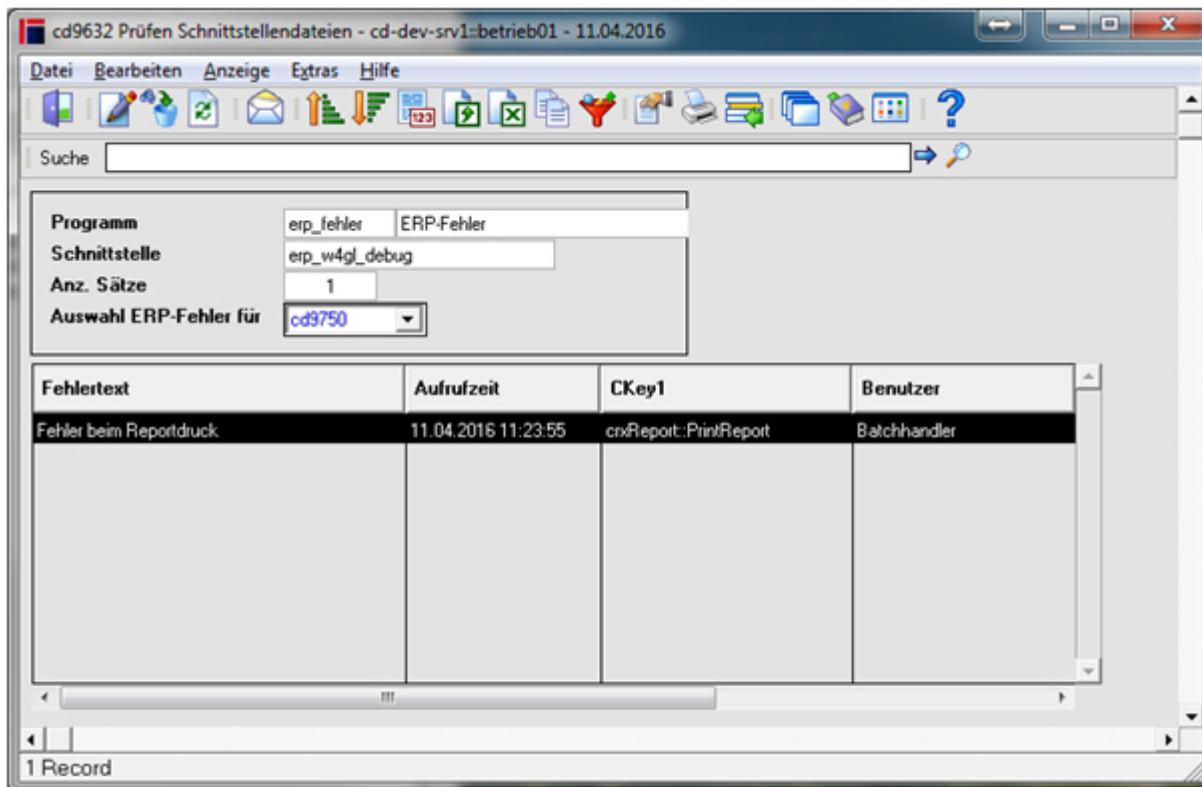 cd9632 Prüfen Schnittstellendateien - cd-dev-srv1::betrieb01 - 11.04.2016
Datei Bearbeiten Anzeige Extras Hilfe
123
Suche
Programm erp_fehler ERP-Fehler
Schnittstelle erp_w4gl_debug
Anz. Sätze 1
Auswahl ERP-Fehler für cd9750
Fehlertext Aufrufzeit CKey1 Benutzer
Fehler beim Reportdruck 11.04.2016 11:23:55 crxReport::PrintReport Batchhandler
1 Record